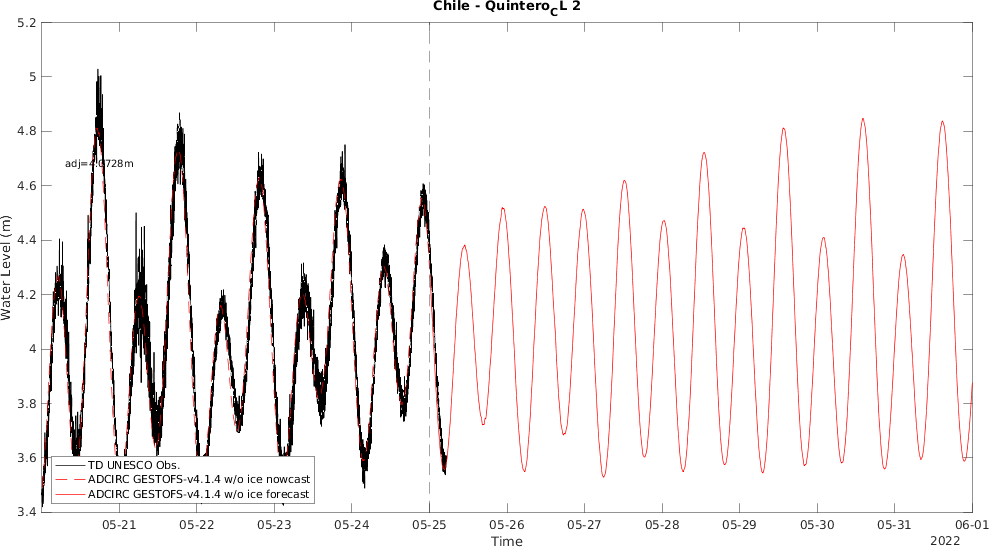 Chile - Quintero_CL 2
5.2
5
4.8
4.6
4.4
4.2
4
3.8
3.6
3.4
Water Level (m)
TD UNESCO Obs.
ADCIRC GESTOFS-v4.1.4 w/o ice nowcast
ADCIRC GESTOFS-v4.1.4 w/o ice forecast
05-21 05-22 05-23 05-24 05-25 05-26 05-27 05-28 05-29 05-30 05-31 06-01
Time
2022